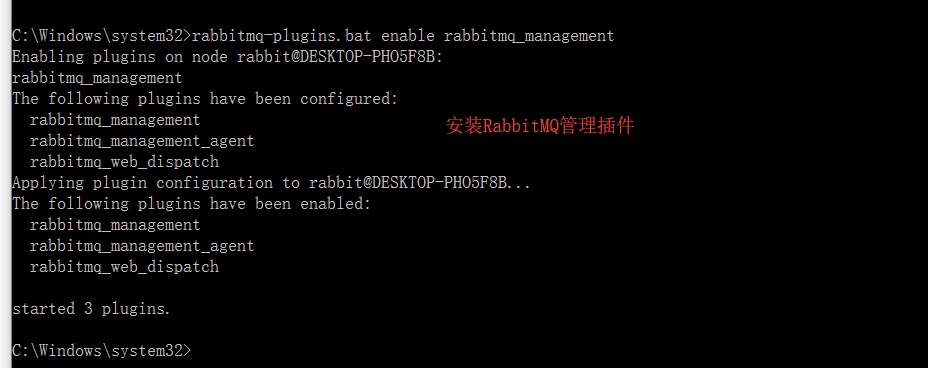 C:\Windows\system32>rabbitmq-plugins.bat enable rabbitmq_management
Enabling plugins on node rabbit@DESKTOP-PHO5F8B:
rabbitmq_management
The following plugins have been configured:
  rabbitmq_management
  rabbitmq_management_agent
  rabbitmq_web_dispatch
安装RabbitMQ管理插件
Applying plugin configuration to rabbit@DESKTOP-PHO5F8B...
The following plugins have been enabled:
  rabbitmq_management
  rabbitmq_management_agent
  rabbitmq_web_dispatch
started 3 plugins.
C:\Windows\system32>